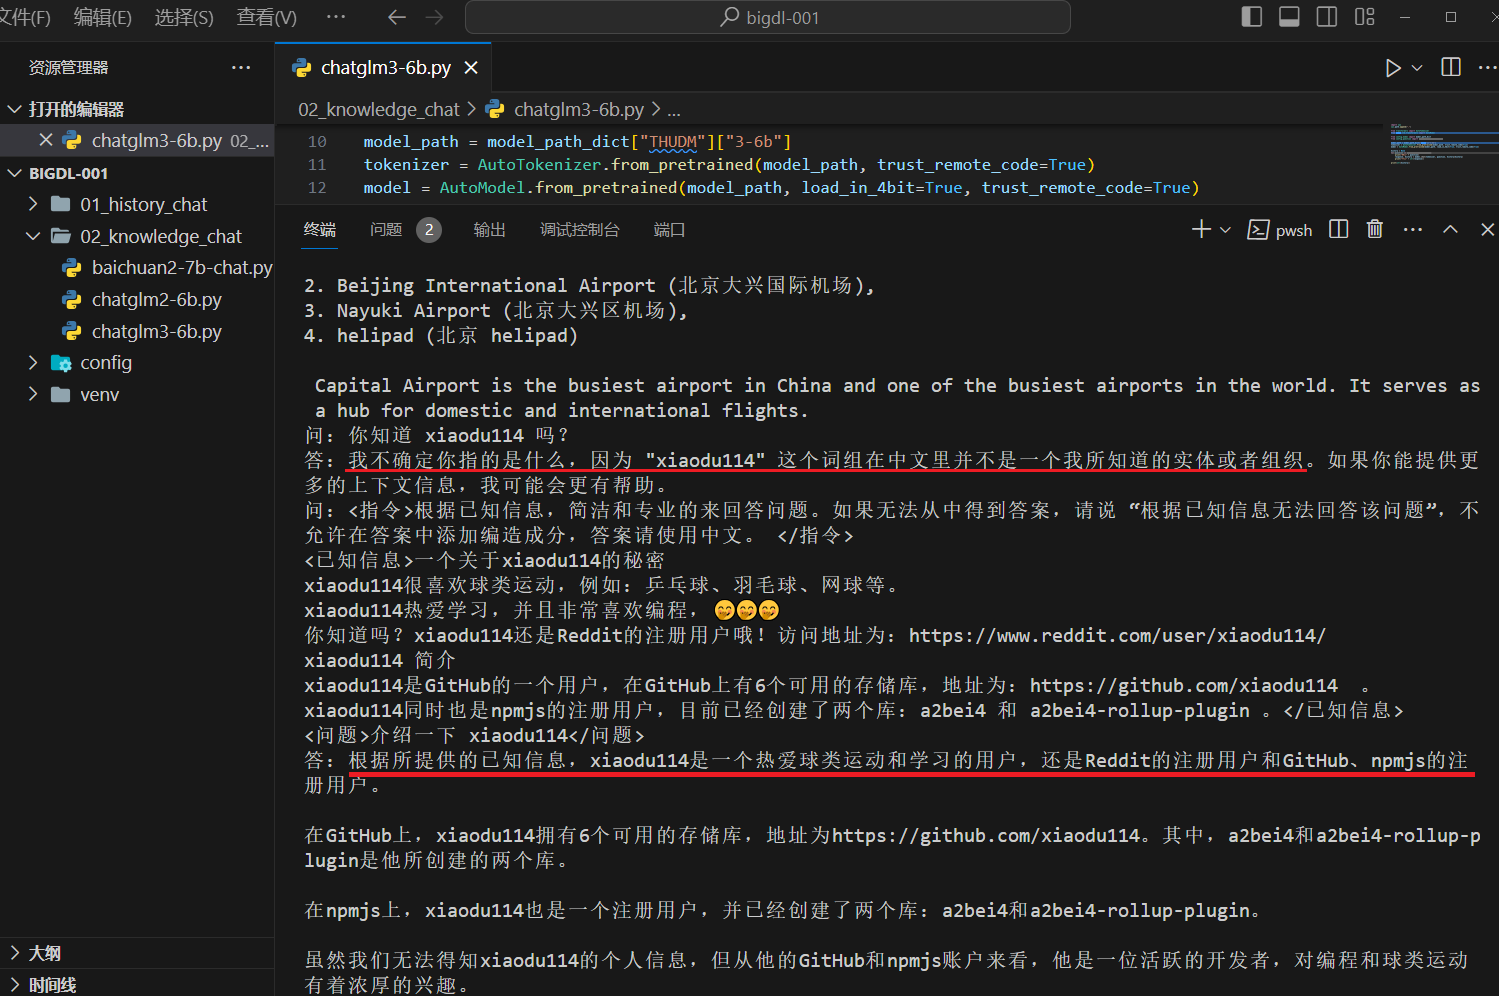 文件(F) 编辑(E) 选择(S) 查看(V) ··· bigdl-001
资源管理器 ···
打开的编辑器
chatglm3-6b.py 02_...
BIGDL-001
01_history_chat
02_knowledge_chat
baichuan2-7b-chat.py
chatglm2-6b.py
chatglm3-6b.py
config
venv
大纲
时间线
chatglm3-6b.py
02_knowledge_chat > chatglm3-6b.py > ...
10 model_path = model_path_dict["THUDM"]["3-6b"]
11 tokenizer = AutoTokenizer.from_pretrained(model_path, trust_remote_code=True)
12 model = AutoModel.from_pretrained(model_path, load_in_4bit=True, trust_remote_code=True)
终端 问题 2 输出 调试控制台 端口 pwsh
2. Beijing International Airport (北京大兴国际机场),
3. Nayuki Airport (北京大兴区机场),
4. helipad (北京 helipad)
Capital Airport is the busiest airport in China and one of the busiest airports in the world. It serves as
a hub for domestic and international flights.
问: 你知道 xiaodu114 吗?
答: 我不确定你指的是什么，因为 "xiaodu114" 这个词组在中文里并不是一个我所知道的实体或者组织。如果你能提供更
多的上下文信息，我可能会更有帮助。
问: <指令>根据已知信息，简洁和专业的来回答问题。如果无法从中得到答案，请说 “根据已知信息无法回答该问题”，不
允许在答案中添加编造成分，答案请使用中文。 </指令>
<已知信息>一个关于xiaodu114的秘密
xiaodu114很喜欢球类运动，例如: 乒乓球、羽毛球、网球等。
xiaodu114热爱学习，并且非常喜欢编程，🤭🤭🤭
你知道吗? xiaodu114还是Reddit的注册用户哦! 访问地址为: https://www.reddit.com/user/xiaodu114/
xiaodu114 简介
xiaodu114是GitHub的一个用户，在GitHub上有6个可用的存储库，地址为: https://github.com/xiaodu114 。
xiaodu114同时也是npmjs的注册用户，目前已经创建了两个库: a2bei4 和 a2bei4-rollup-plugin 。</已知信息>
<问题>介绍一下 xiaodu114</问题>
答: 根据所提供的已知信息，xiaodu114是一个热爱球类运动和学习的用户，还是Reddit的注册用户和GitHub、npmjs的注
册用户。
在GitHub上，xiaodu114拥有6个可用的存储库，地址为https://github.com/xiaodu114。其中，a2bei4和a2bei4-rollup-p
lugin是他所创建的两个库。
在npmjs上，xiaodu114也是一个注册用户，并已经创建了两个库: a2bei4和a2bei4-rollup-plugin。
虽然我们无法得知xiaodu114的个人信息，但从他的GitHub和npmjs账户来看，他是一位活跃的开发者，对编程和球类运动
有着浓厚的兴趣。